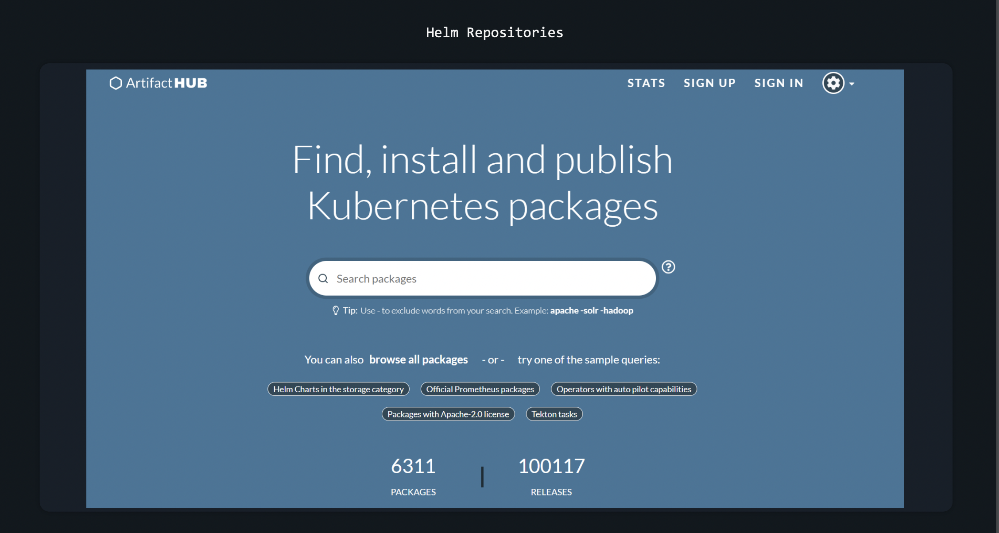 Helm Repositories
ArtifactHUB
STATS SIGN UP SIGN IN
Find, install and publish
Kubernetes packages
Search packages
Tip: Use - to exclude words from your search. Example: apache -solr -hadoop
You can also browse all packages - or - try one of the sample queries:
Helm Charts in the storage category Official Prometheus packages Operators with auto pilot capabilities
Packages with Apache-2.0 license Tekton tasks
6311 100117
PACKAGES RELEASES